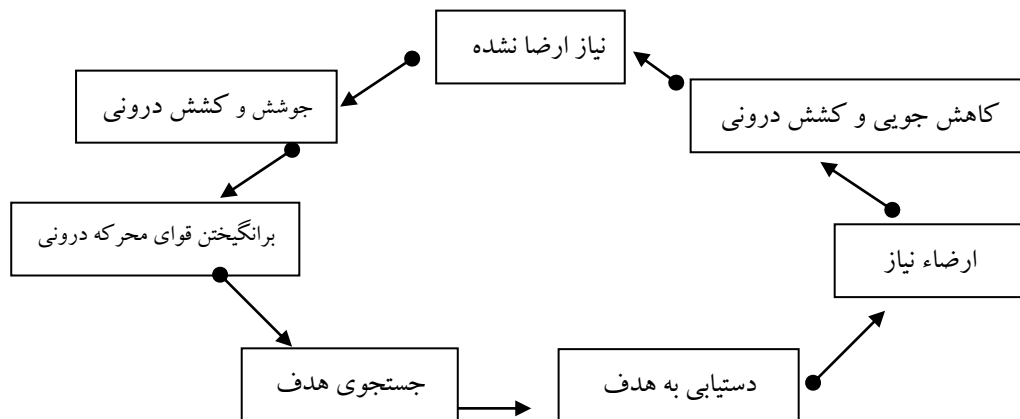 نیاز ارضا نشده
جوشش و کشش درونی
برانگیختن قوای محرکه درونی
جستجوی هدف
دستیابی به هدف
ارضاء نیاز
کاهش جویی و کشش درونی